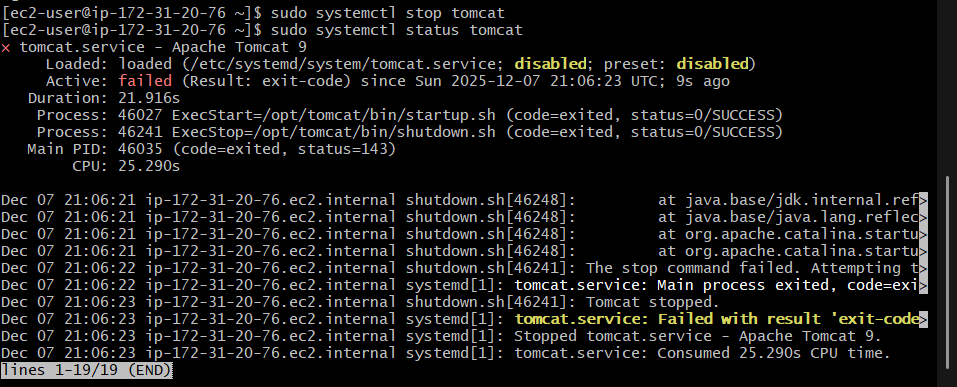 [ec2-user@ip-172-31-20-76 ~]$ sudo systemctl stop tomcat
[ec2-user@ip-172-31-20-76 ~]$ sudo systemctl status tomcat
× tomcat.service - Apache Tomcat 9
     Loaded: loaded (/etc/systemd/system/tomcat.service; disabled; preset: disabled)
     Active: failed (Result: exit-code) since Sun 2025-12-07 21:06:23 UTC; 9s ago
   Duration: 21.916s
    Process: 46027 ExecStart=/opt/tomcat/bin/startup.sh (code=exited, status=0/SUCCESS)
    Process: 46241 ExecStop=/opt/tomcat/bin/shutdown.sh (code=exited, status=0/SUCCESS)
   Main PID: 46035 (code=exited, status=143)
        CPU: 25.290s

Dec 07 21:06:21 ip-172-31-20-76.ec2.internal shutdown.sh[46248]:         at java.base/jdk.internal.ref>
Dec 07 21:06:21 ip-172-31-20-76.ec2.internal shutdown.sh[46248]:         at java.base/java.lang.reflec>
Dec 07 21:06:21 ip-172-31-20-76.ec2.internal shutdown.sh[46248]:         at org.apache.catalina.startu>
Dec 07 21:06:21 ip-172-31-20-76.ec2.internal shutdown.sh[46248]:         at org.apache.catalina.startu>
Dec 07 21:06:22 ip-172-31-20-76.ec2.internal shutdown.sh[46241]: The stop command failed. Attempting t>
Dec 07 21:06:22 ip-172-31-20-76.ec2.internal systemd[1]: tomcat.service: Main process exited, code=exi>
Dec 07 21:06:23 ip-172-31-20-76.ec2.internal shutdown.sh[46241]: Tomcat stopped.
Dec 07 21:06:23 ip-172-31-20-76.ec2.internal systemd[1]: tomcat.service: Failed with result 'exit-code>
Dec 07 21:06:23 ip-172-31-20-76.ec2.internal systemd[1]: Stopped tomcat.service - Apache Tomcat 9.
Dec 07 21:06:23 ip-172-31-20-76.ec2.internal systemd[1]: tomcat.service: Consumed 25.290s CPU time.
lines 1-19/19 (END)